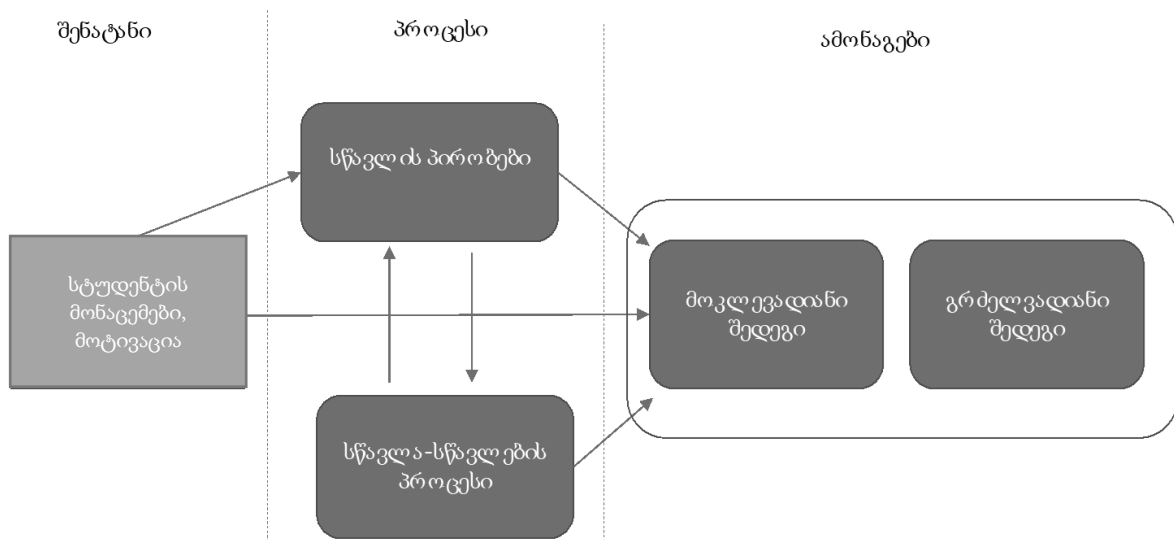 შენატანი
პროცესი
ამონაგები
სწავლის პირობები
სტუდენტის
მონაცემები,
მოტივაცია
მოკლევადიანი
შედეგი
გრძელვადიანი
შედეგი
სწავლა-სწავლების
პროცესი